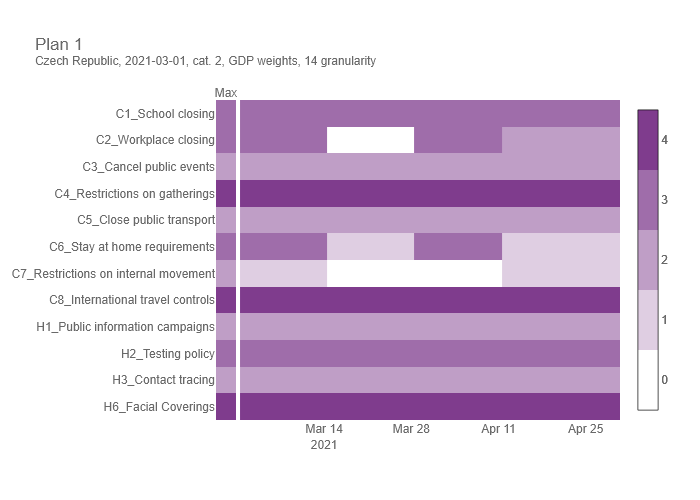 Plan 1
Czech Republic, 2021-03-01, cat. 2, GDP weights, 14 granularity
Max
C1_School closing
C2_Workplace closing
C3_Cancel public events
C4_Restrictions on gatherings
C5_Close public transport
C6_Stay at home requirements
C7_Restrictions on internal movement
C8_International travel controls
H1_Public information campaigns
H2_Testing policy
H3_Contact tracing
H6_Facial Coverings
Mar 14 Mar 28 Apr 11 Apr 25
2021
4
3
2
1
0